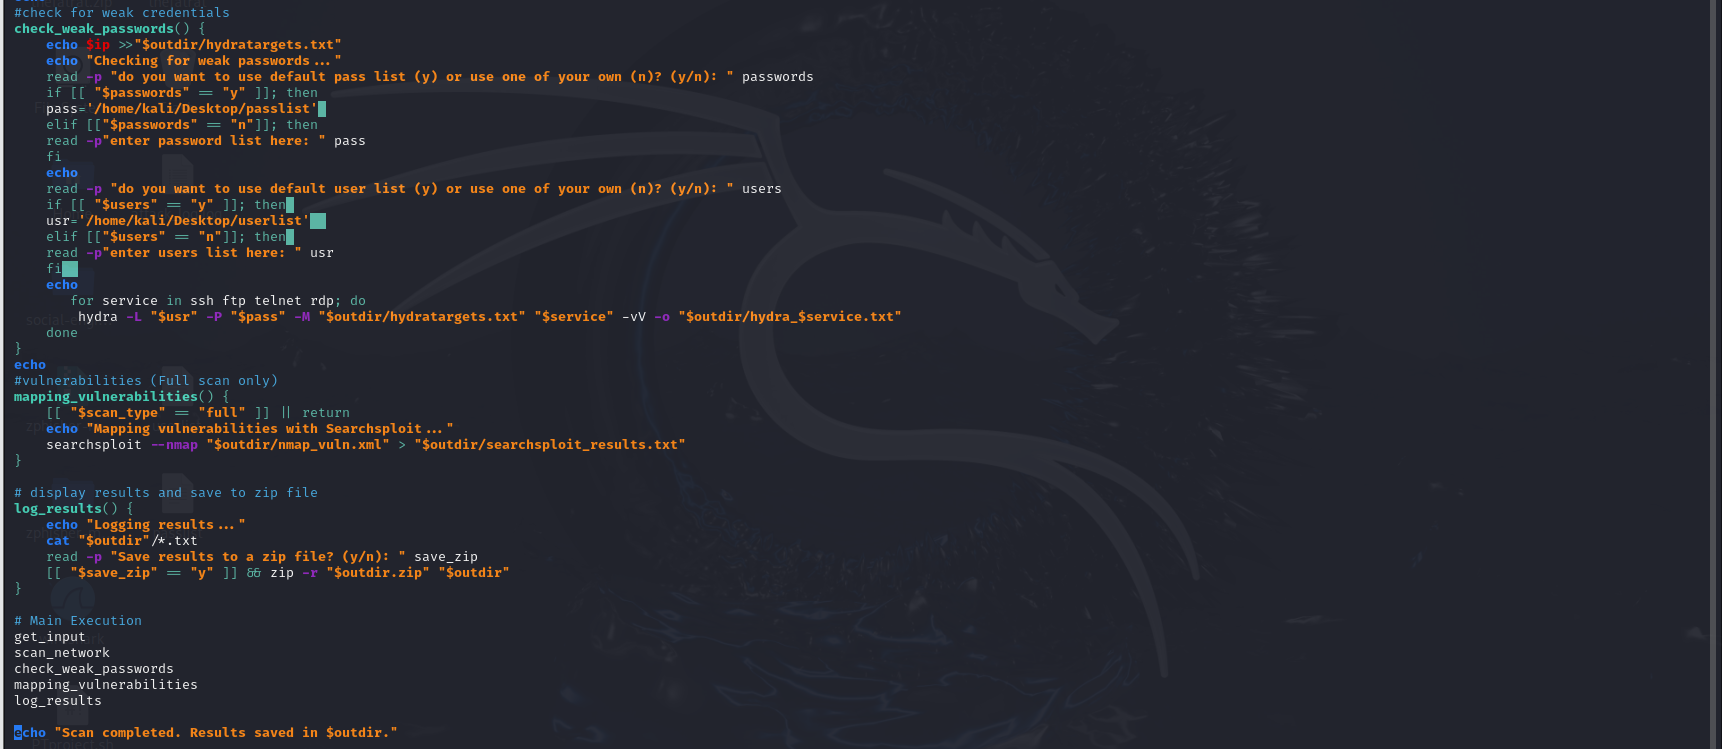 #check for weak credentials
check_weak_passwords() {
    echo $ip >>"$outdir/hydratargets.txt"
    echo "Checking for weak passwords..."
    read -p "do you want to use default pass list (y) or use one of your own (n)? (y/n): " passwords
    if [[ "$passwords" == "y" ]]; then
    pass='/home/kali/Desktop/passlist'
    elif [["$passwords" == "n"]]; then
    read -p"enter password list here: " pass
    fi
    echo
    read -p "do you want to use default user list (y) or use one of your own (n)? (y/n): " users
    if [[ "$users" == "y" ]]; then
    usr='/home/kali/Desktop/userlist'
    elif [["$users" == "n"]]; then
    read -p"enter users list here: " usr
    fi
    echo
       for service in ssh ftp telnet rdp; do
        hydra -L "$usr" -P "$pass" -M "$outdir/hydratargets.txt" "$service" -vV -o "$outdir/hydra_$service.txt"
    done
}
echo
#vulnerabilities (Full scan only)
mapping_vulnerabilities() {
    [[ "$scan_type" == "full" ]] || return
    echo "Mapping vulnerabilities with Searchsploit..."
    searchsploit --nmap "$outdir/nmap_vuln.xml" > "$outdir/searchsploit_results.txt"
}

# display results and save to zip file
log_results() {
    echo "Logging results..."
    cat "$outdir"/*.txt
    read -p "Save results to a zip file? (y/n): " save_zip
    [[ "$save_zip" == "y" ]] && zip -r "$outdir.zip" "$outdir"
}

# Main Execution
get_input
scan_network
check_weak_passwords
mapping_vulnerabilities
log_results

echo "Scan completed. Results saved in $outdir."